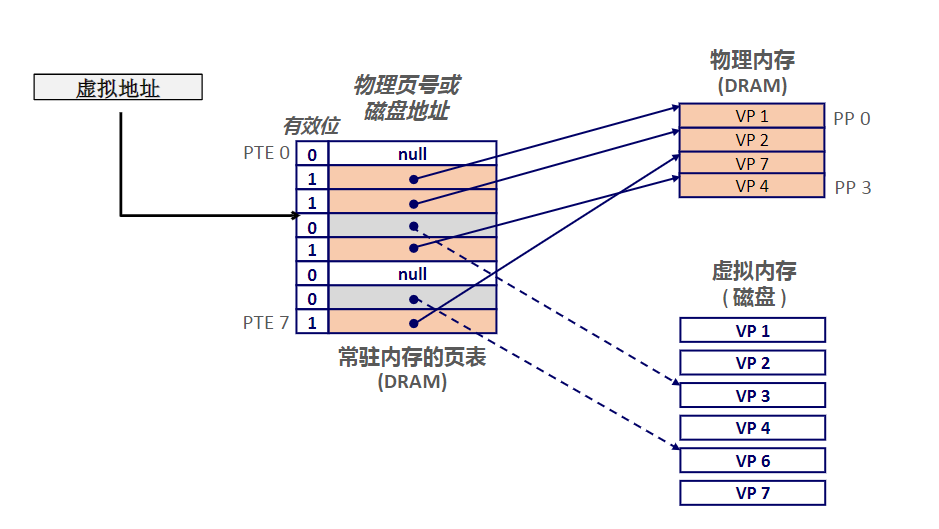 虚拟地址
物理页号或
磁盘地址
有效位
PTE 0
0
null
1
1
0
1
0
null
0
PTE 7
1
常驻内存的页表
(DRAM)
物理内存
(DRAM)
VP 1
PP 0
VP 2
VP 7
VP 4
PP 3
虚拟内存
( 磁盘 )
VP 1
VP 2
VP 3
VP 4
VP 6
VP 7